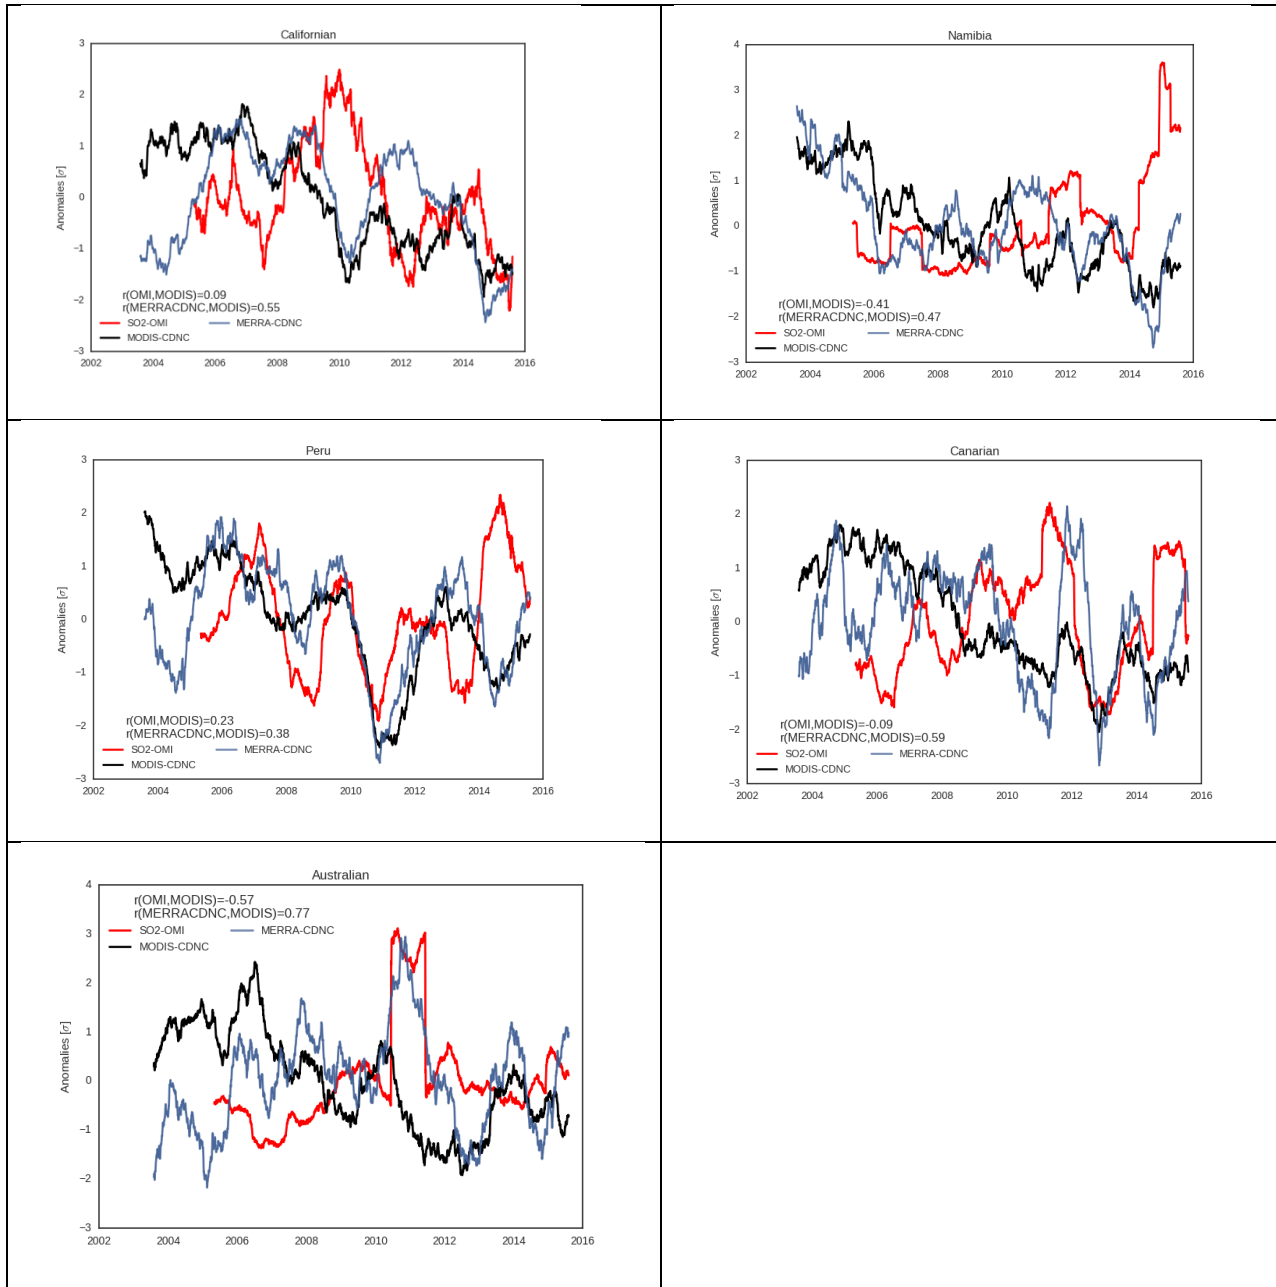 Californian
3
2
1
0
−1
−2
−3
Anomalies [σ]
r(OMI,MODIS)=0.09
r(MERRACDNC,MODIS)=0.55
SO2-OMI MERRA-CDNC
MODIS-CDNC
2002 2004 2006 2008 2010 2012 2014 2016
Namibia
4
3
2
1
0
−1
−2
−3
Anomalies [σ]
r(OMI,MODIS)=-0.41
r(MERRACDNC,MODIS)=0.47
SO2-OMI MERRA-CDNC
MODIS-CDNC
2002 2004 2006 2008 2010 2012 2014 2016
Peru
3
2
1
0
−1
−2
−3
Anomalies [σ]
r(OMI,MODIS)=0.23
r(MERRACDNC,MODIS)=0.38
SO2-OMI MERRA-CDNC
MODIS-CDNC
2002 2004 2006 2008 2010 2012 2014 2016
Canarian
3
2
1
0
−1
−2
−3
Anomalies [σ]
r(OMI,MODIS)=-0.09
r(MERRACDNC,MODIS)=0.59
SO2-OMI MERRA-CDNC
MODIS-CDNC
2002 2004 2006 2008 2010 2012 2014 2016
Australian
4
3
2
1
0
−1
−2
−3
Anomalies [σ]
r(OMI,MODIS)=-0.57
r(MERRACDNC,MODIS)=0.77
SO2-OMI MERRA-CDNC
MODIS-CDNC
2002 2004 2006 2008 2010 2012 2014 2016